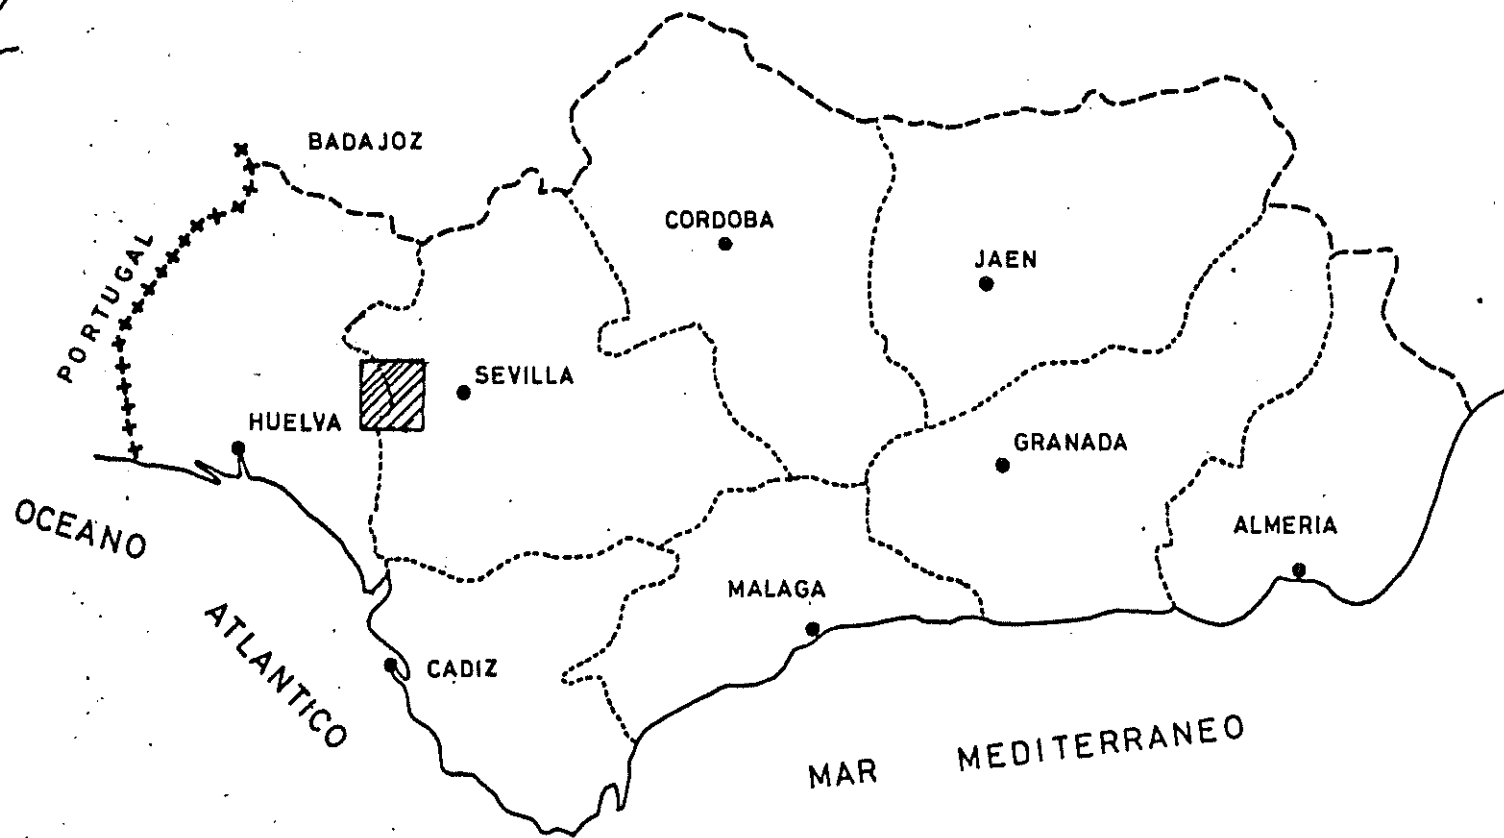 BADAJOZ
PORTUGAL
CORDOBA
JAEN
SEVILLA
HUELVA
GRANADA
OCEANO
ATLANTICO
ALMERIA
MALAGA
CADIZ
MAR MEDITERRANEO